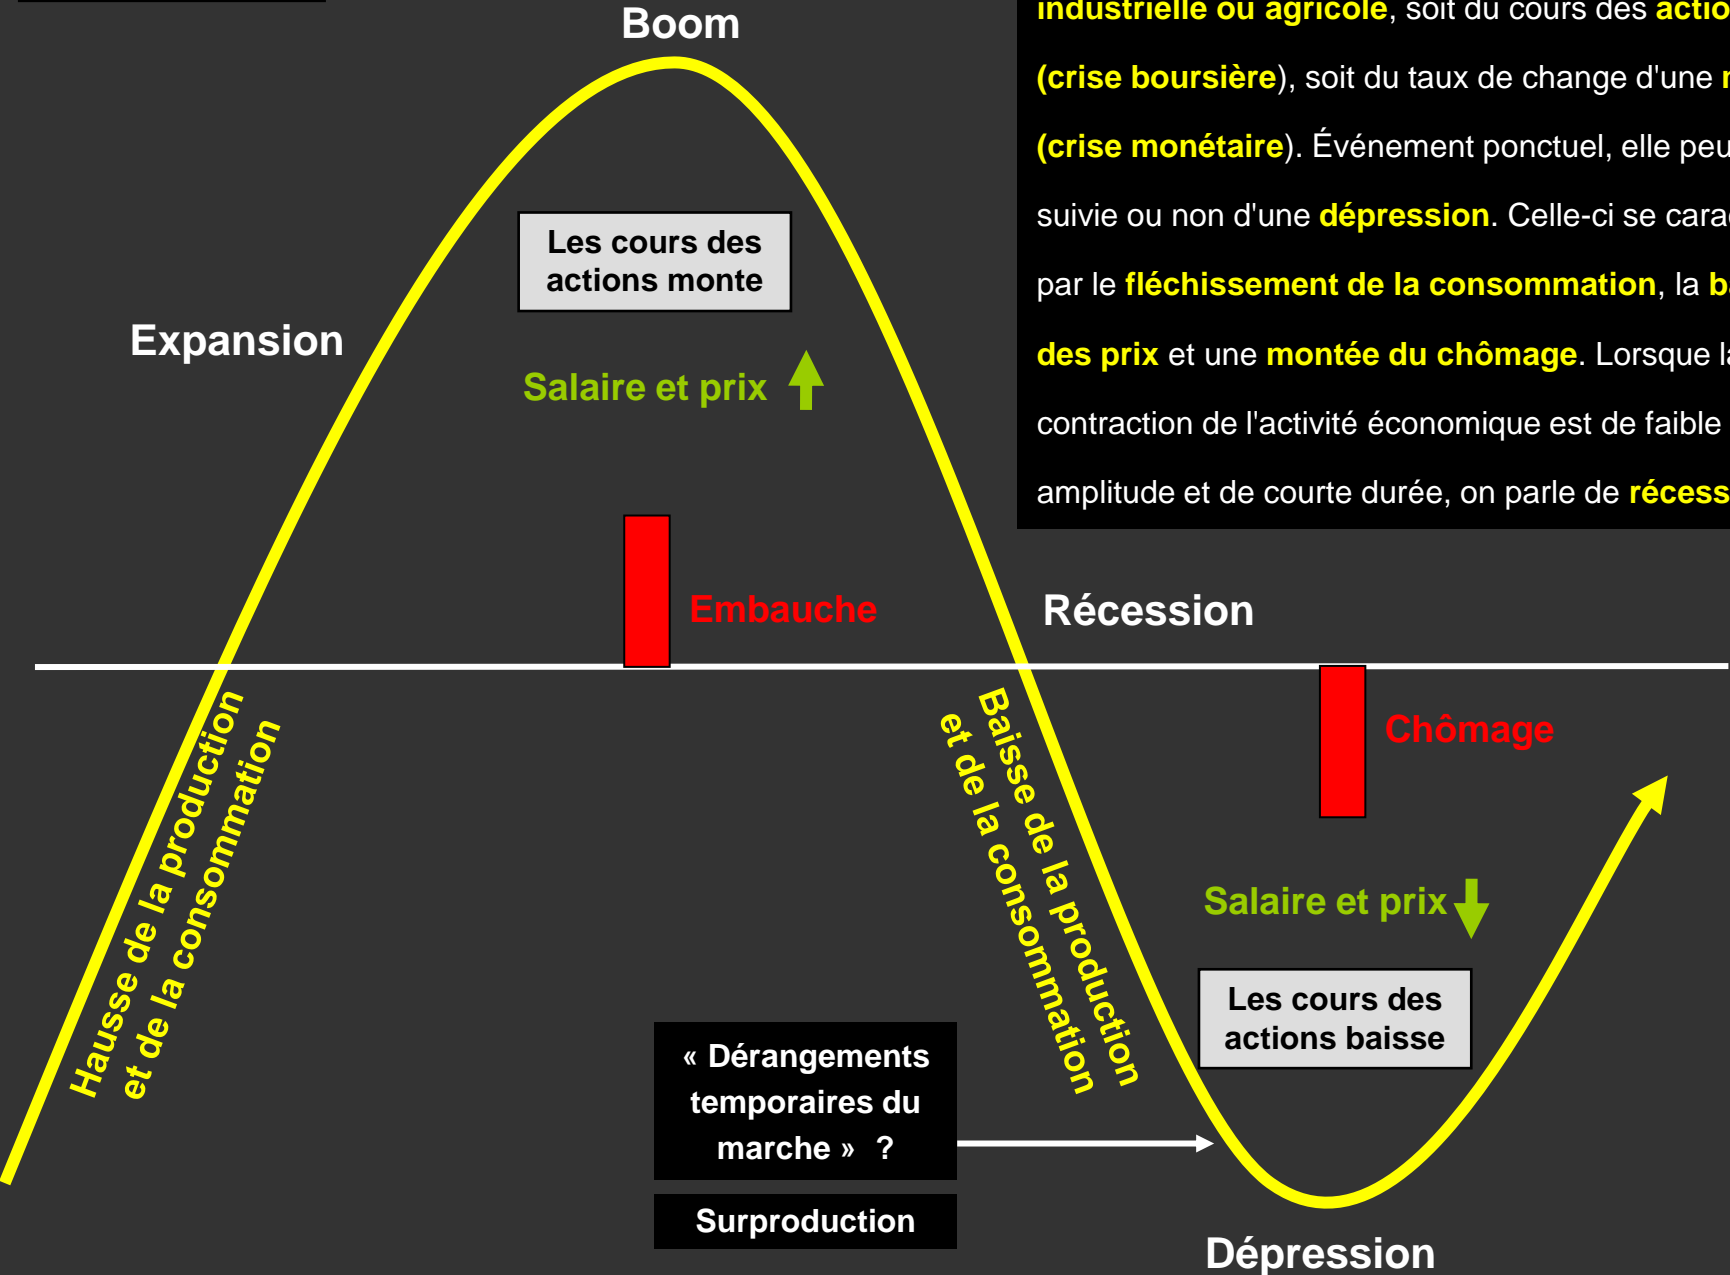 Boom
industrielle ou agricole, soit du cours des
(crise boursière), soit du taux de change d'une
(crise monétaire). Événement ponctuel, elle
suivie ou non d'une dépression. Celle-ci se
par le fléchissement de la consommation, la
des prix et une montée du chômage. Lorsque
contraction de l'activité économique est de faible
amplitude et de courte durée, on parle de
Les cours des
actions monte
Expansion
Salaire et prix
Embauche
Récession
Hausse de la production
et de la consommation
Baisse de la production
et de la consommation
Chômage
Salaire et prix
Les cours des
actions baisse
« Dérangements
temporaires du
marche » ?
Surproduction
Dépression